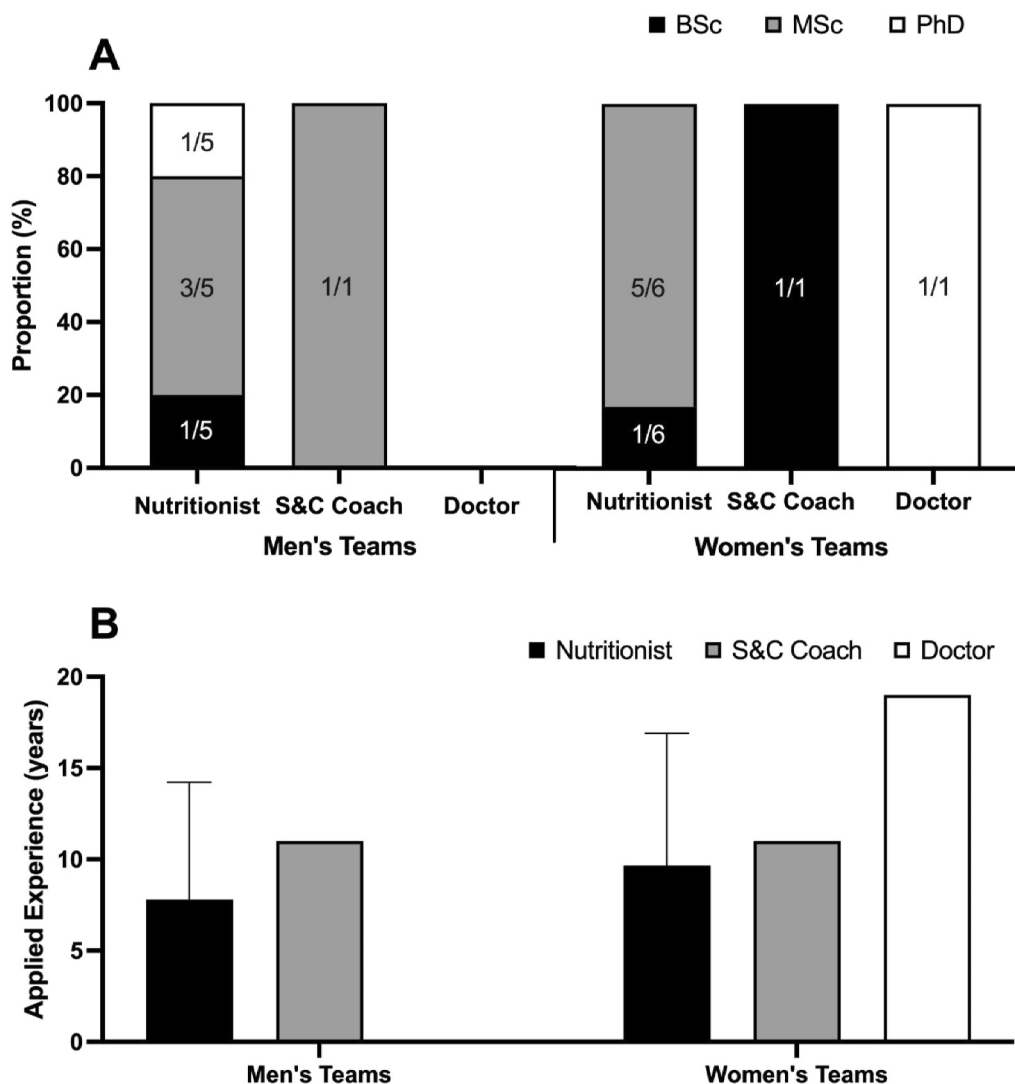 BSc MSc PhD
A
Proportion (%)
100
80
60
40
20
0
1/5
3/5
1/5
1/1
5/6
1/6
1/1
1/1
Nutritionist S&C Coach Doctor Nutritionist S&C Coach Doctor
Men's Teams Women's Teams
B
Nutritionist S&C Coach Doctor
Applied Experience (years)
20
15
10
5
0
Men's Teams Women's Teams